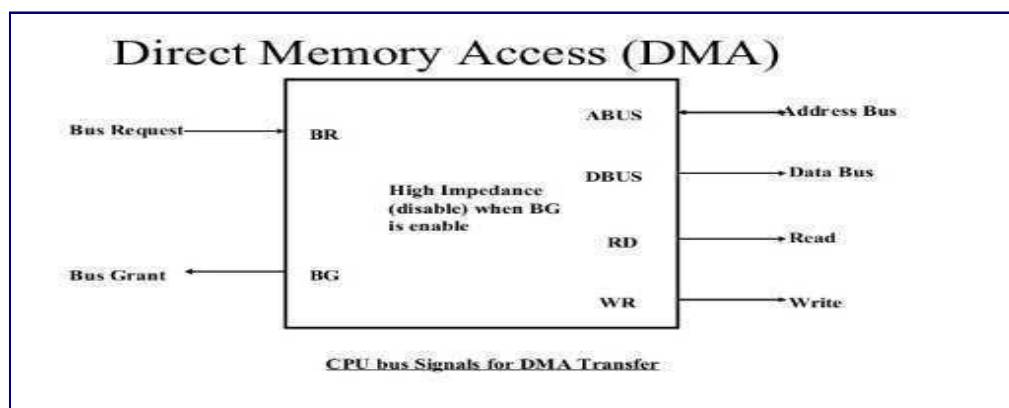 Direct Memory Access (DMA)
Bus Request
BR
ABUS
Address Bus
DBUS
Data Bus
High Impedance
(disable) when BG
is enable
RD
Read
Bus Grant
BG
WR
Write
CPU bus Signals for DMA Transfer